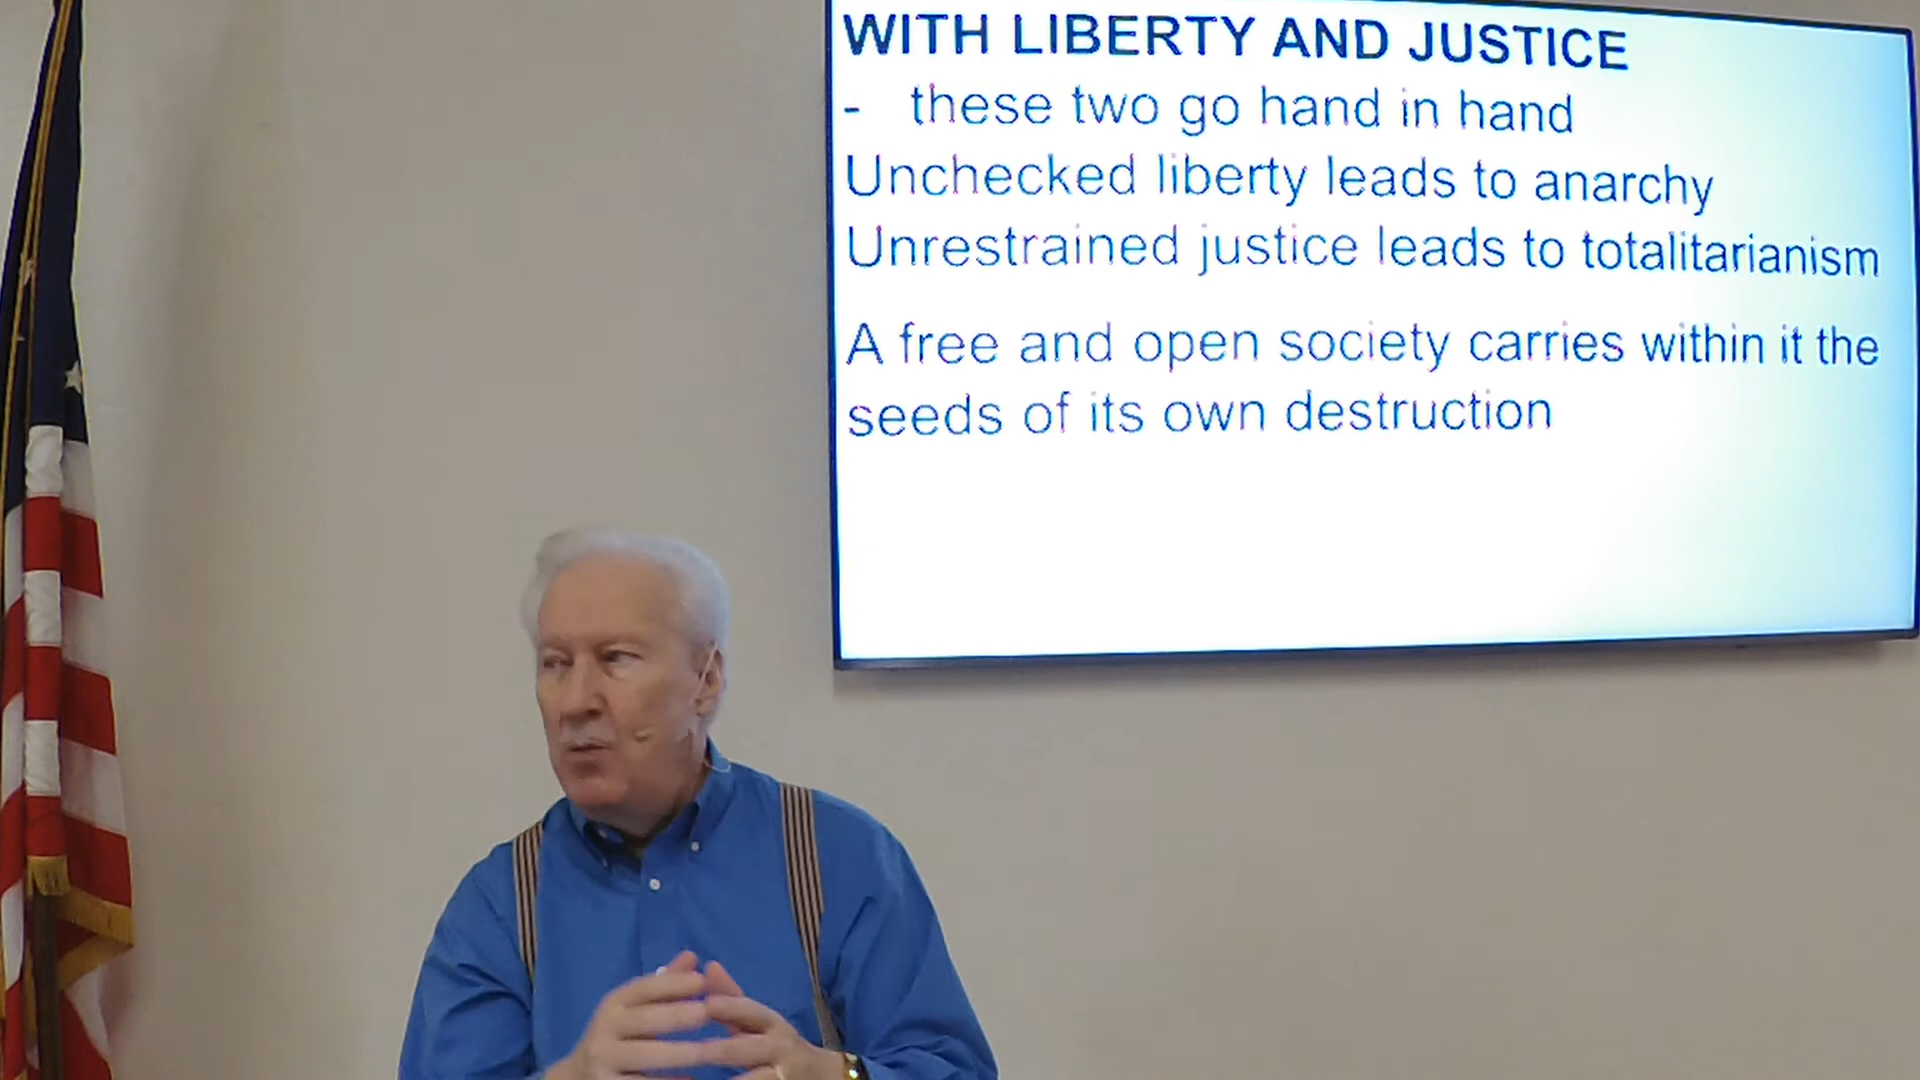 WITH LIBERTY AND JUSTICE
- these two go hand in hand
Unchecked liberty leads to anarchy
Unrestrained justice leads to totalitarianism
A free and open society carries within it the
seeds of its own destruction